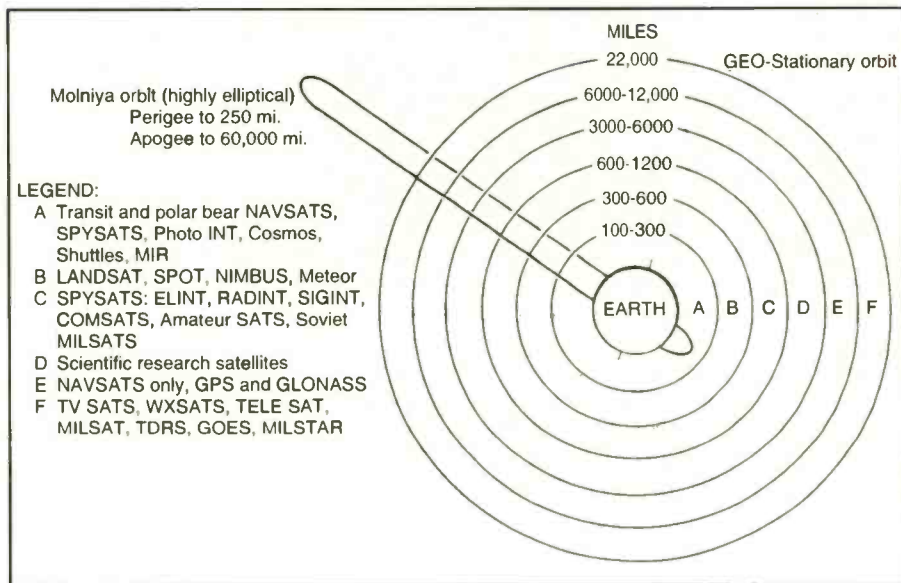 MILES
22,000
GEO-Stationary orbit
6000-12,000
3000-6000
600-1200
300-600
100-300
Molniya orbit (highly elliptical)
Perigee to 250 mi.
Apogee to 60,000 mi.
LEGEND:
A Transit and polar bear NAVSATS,
SPYSATS, Photo INT, Cosmos,
Shuttles, MIR
B LANDSAT, SPOT, NIMBUS, Meteor
C SPYSATS: ELINT, RADINT, SIGINT,
COMSATS, Amateur SATS, Soviet
MILSATS
D Scientific research satellites
E NAVSATS only, GPS and GLONASS
F TV SATS, WXSATS, TELE SAT,
MILSAT, TDRS, GOES, MILSTAR
EARTH A B C D E F